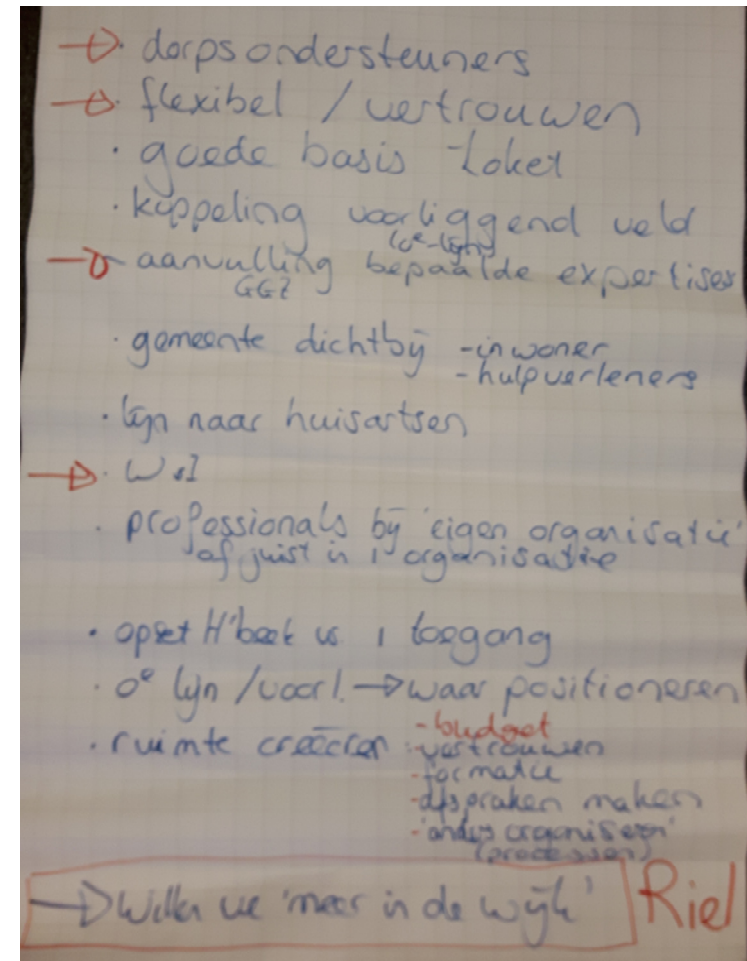 → • dorpsondersteuners
→ • flexibel / vertrouwen
• goede basis - loket
• koppeling voorliggend veld
(0e-lijn)
→ aanvulling bepaalde expertises
GGZ
• gemeente dichtbij - inwoner
- hulpverleners
• lijn naar huisartsen
→ • W&I
• professionals bij 'eigen organisatie'
of juist in 1 organisatie
• opzet H'beek vs 1 toegang
• 0e lijn / voorl. → waar positioneren
• ruimte creëren - budget
- vertrouwen
- formatie
- afspraken maken
- 'anders organiseren'
(processen)
→ Willen we 'meer in de wijk'
Riel